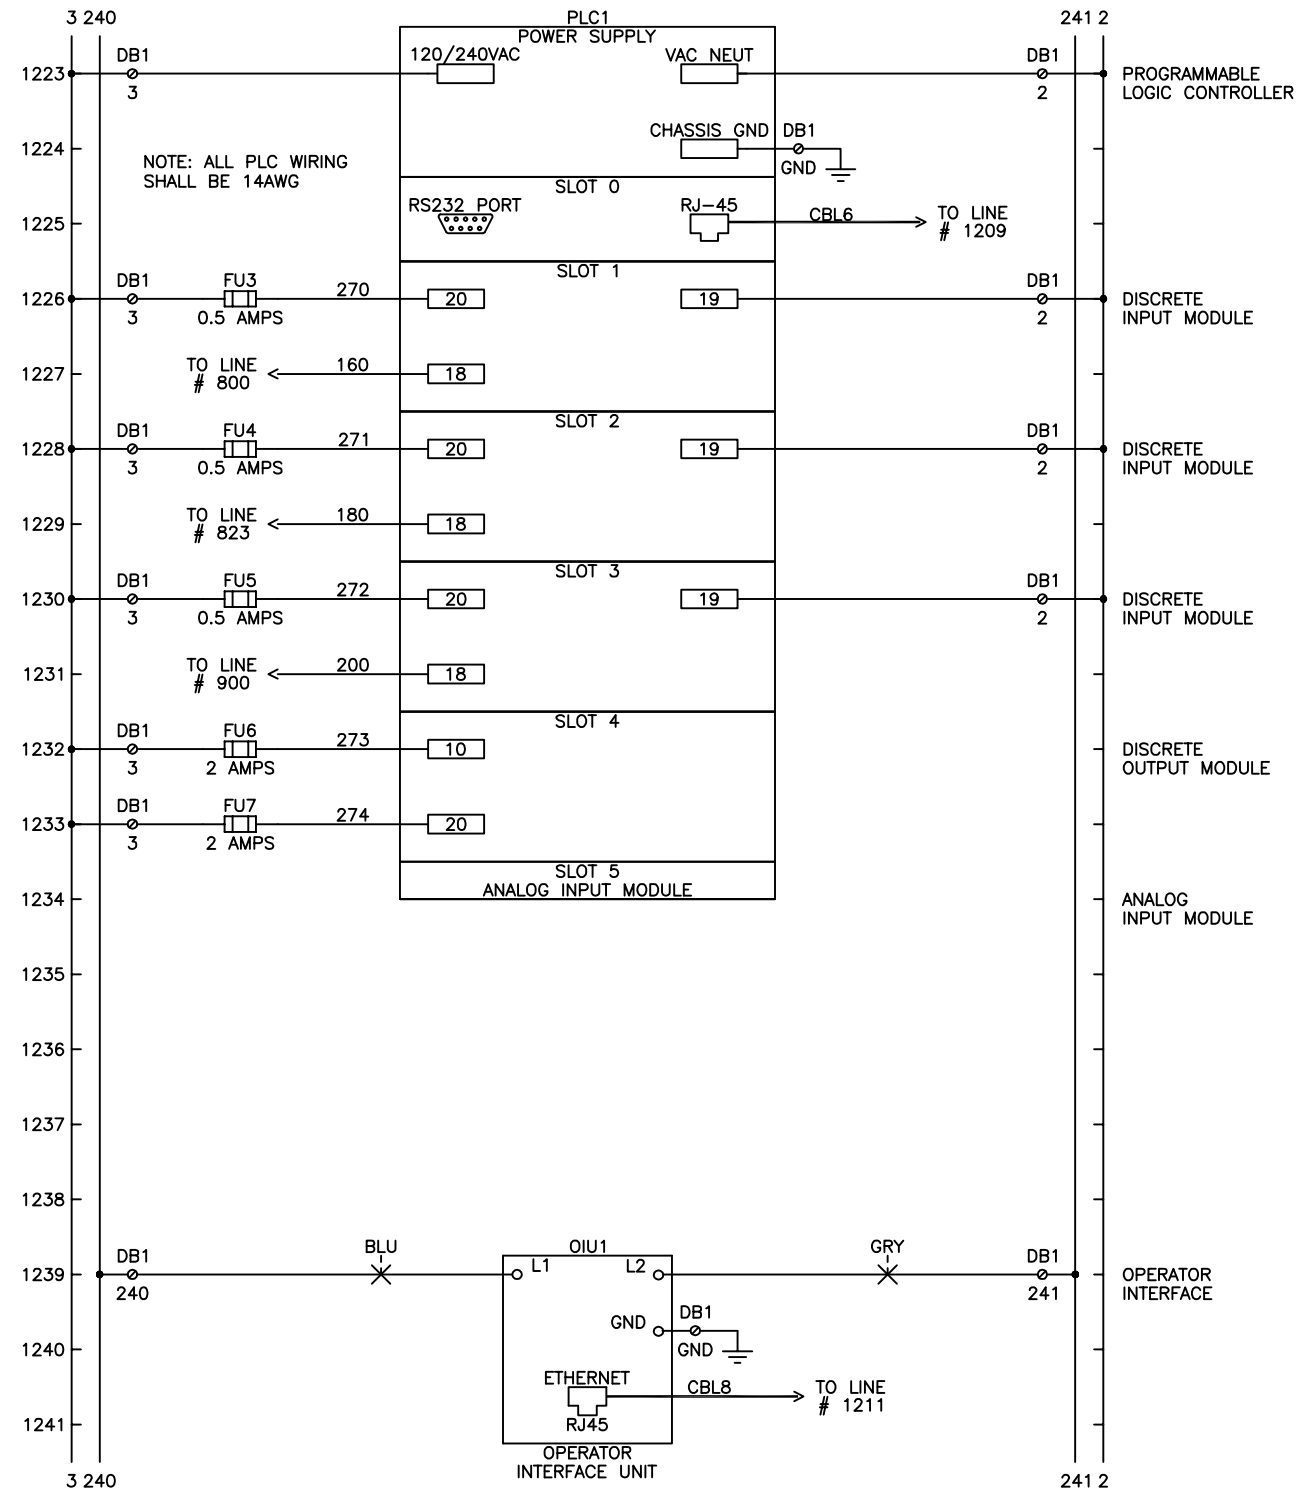 3 240
PLC1
241 2
POWER SUPPLY
DB1
120/240VAC
VAC NEUT
DB1
1223
PROGRAMMABLE
3
2
LOGIC CONTROLLER
CHASSIS GND
DB1
1224
NOTE: ALL PLC WIRING
SHALL BE 14AWG
GND
SLOT 0
RS232 PORT
RJ-45
CBL6
TO LINE
# 1209
1225
SLOT 1
DB1
FU3
270
DB1
1226
20
19
DISCRETE
INPUT MODULE
3
0.5 AMPS
2
1227
TO LINE
# 800
160
18
SLOT 2
DB1
FU4
271
DB1
1228
20
19
DISCRETE
INPUT MODULE
3
0.5 AMPS
2
1229
TO LINE
# 823
180
18
SLOT 3
DB1
FU5
272
DB1
1230
20
19
DISCRETE
INPUT MODULE
3
0.5 AMPS
2
1231
TO LINE
# 900
200
18
SLOT 4
DB1
FU6
273
1232
10
DISCRETE
OUTPUT MODULE
3
2 AMPS
DB1
FU7
274
1233
20
3
2 AMPS
SLOT 5
ANALOG INPUT MODULE
1234
ANALOG
INPUT MODULE
1235
1236
1237
1238
DB1
BLU
OIU1
GRY
DB1
1239
L1
L2
OPERATOR
INTERFACE
240
241
GND
DB1
GND
1240
ETHERNET
CBL8
TO LINE
# 1211
RJ45
1241
OPERATOR
INTERFACE UNIT
3 240
241 2